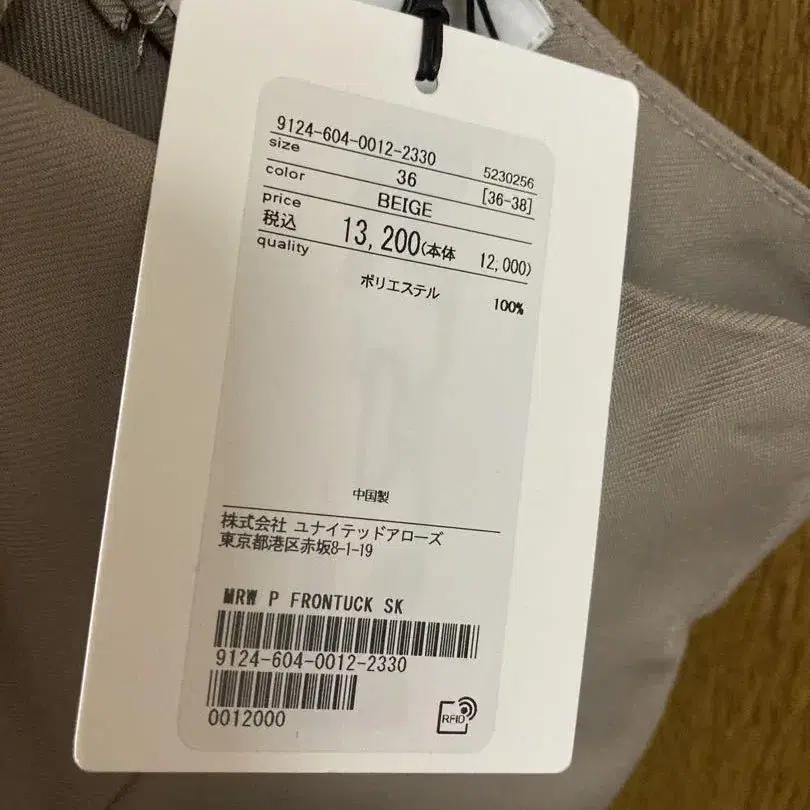 9124-604-0012-2330
size 36 5230256
color BEIGE [36-38]
price
税込 13,200(本体 12,000)
quality
ポリエステル 100%
中国製
株式会社 ユナイテッドアローズ
東京都港区赤坂8-1-19
MRW P FRONTUCK SK
9124-604-0012-2330
0012000
RFID